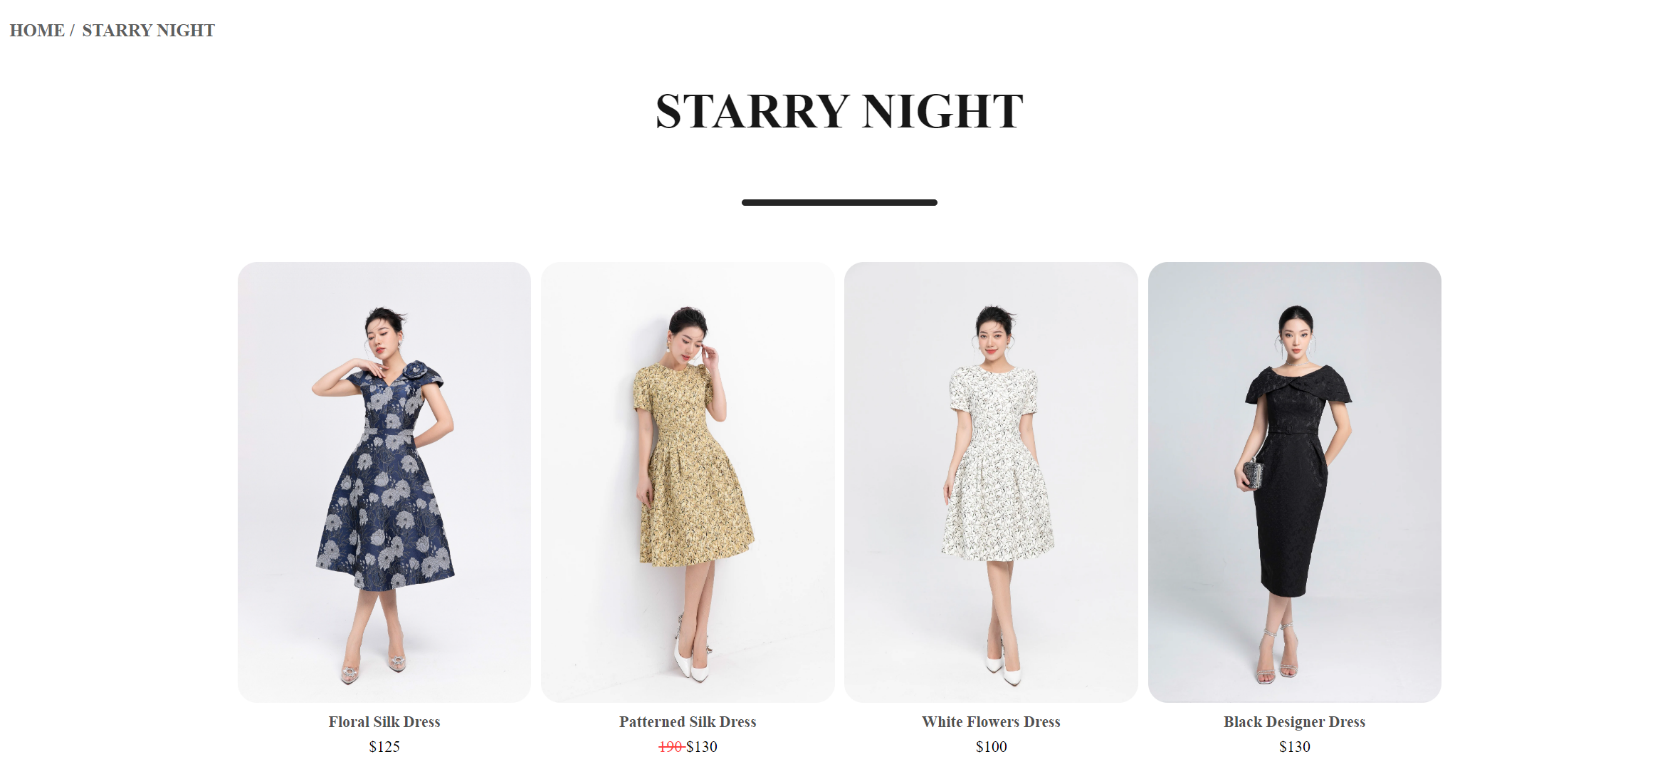 HOME / STARRY NIGHT
STARRY NIGHT
Floral Silk Dress
$125
Patterned Silk Dress
190 $130
White Flowers Dress
$100
Black Designer Dress
$130